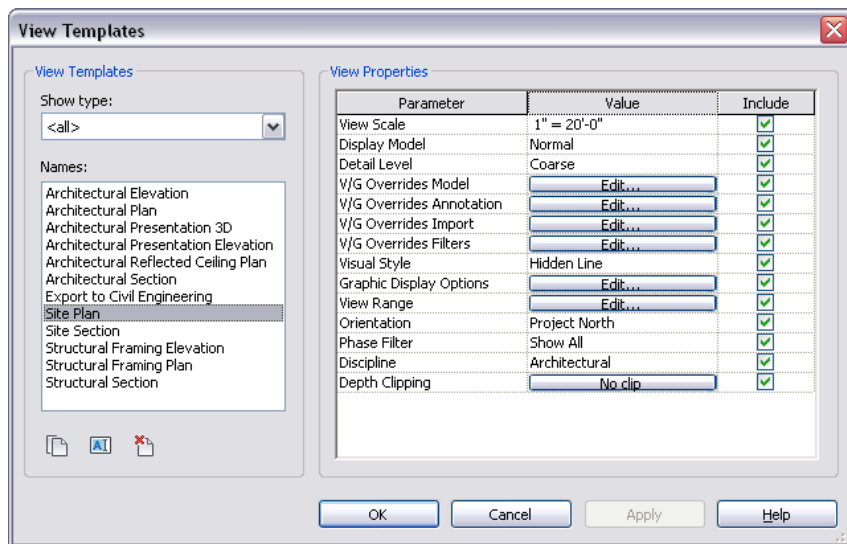 View Templates
View Templates
Show type:
<all>
Names:
Architectural Elevation
Architectural Plan
Architectural Presentation 3D
Architectural Presentation Elevation
Architectural Reflected Ceiling Plan
Architectural Section
Export to Civil Engineering
Site Plan
Site Section
Structural Framing Elevation
Structural Framing Plan
Structural Section
AI
View Properties
Parameter Value Include
View Scale 1" = 20'-0"
Display Model Normal
Detail Level Coarse
V/G Overrides Model Edit...
V/G Overrides Annotation Edit...
V/G Overrides Import Edit...
V/G Overrides Filters Edit...
Visual Style Hidden Line
Graphic Display Options Edit...
View Range Edit...
Orientation Project North
Phase Filter Show All
Discipline Architectural
Depth Clipping No clip
OK Cancel Apply Help